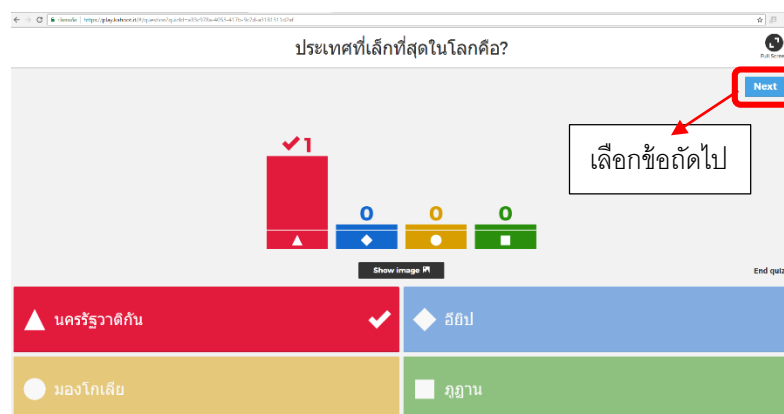 ประเทศที่เล็กที่สุดในโลกคือ?
Full Screen
Next
เลือกข้อถัดไป
1
0
0
0
Show image
End quiz
นครรัฐวาติกัน
อียิป
มองโกเลีย
ภูฏาน